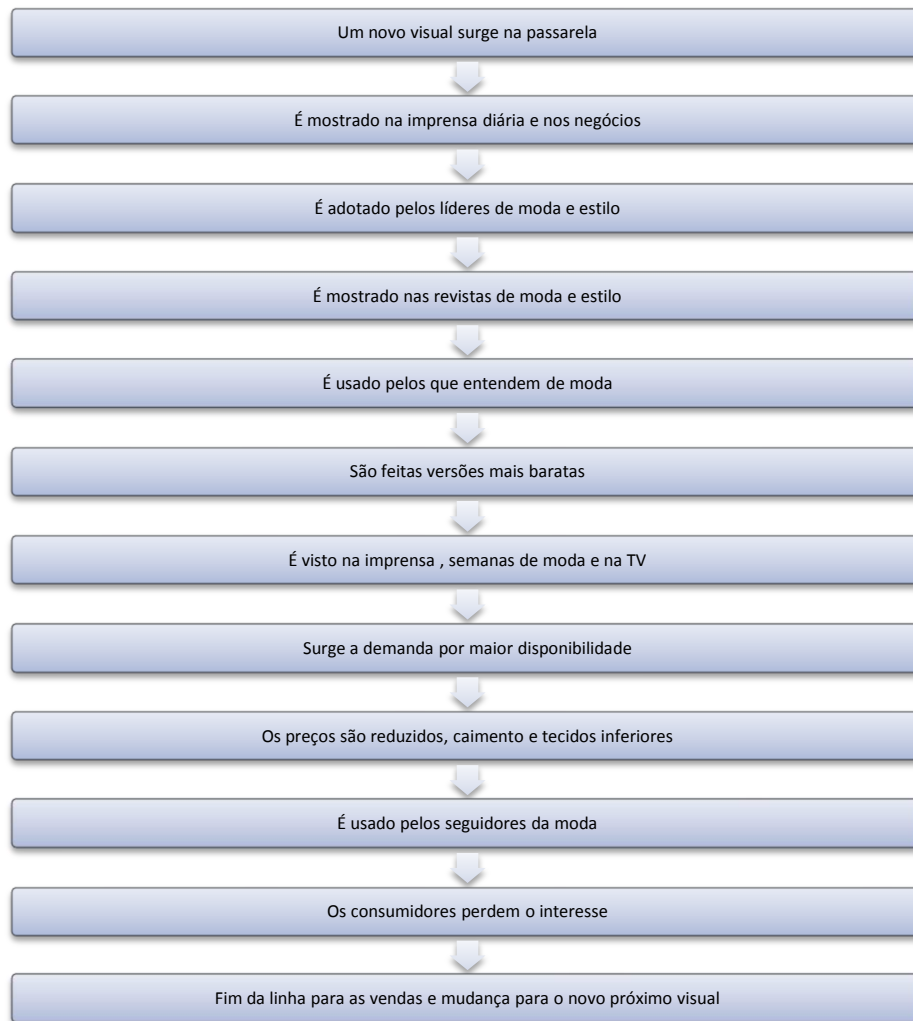 Um novo visual surge na passarela
É mostrado na imprensa diária e nos negócios
É adotado pelos líderes de moda e estilo
É mostrado nas revistas de moda e estilo
É usado pelos que entendem de moda
São feitas versões mais baratas
É visto na imprensa , semanas de moda e na TV
Surge a demanda por maior disponibilidade
Os preços são reduzidos, caimento e tecidos inferiores
É usado pelos seguidores da moda
Os consumidores perdem o interesse
Fim da linha para as vendas e mudança para o novo próximo visual